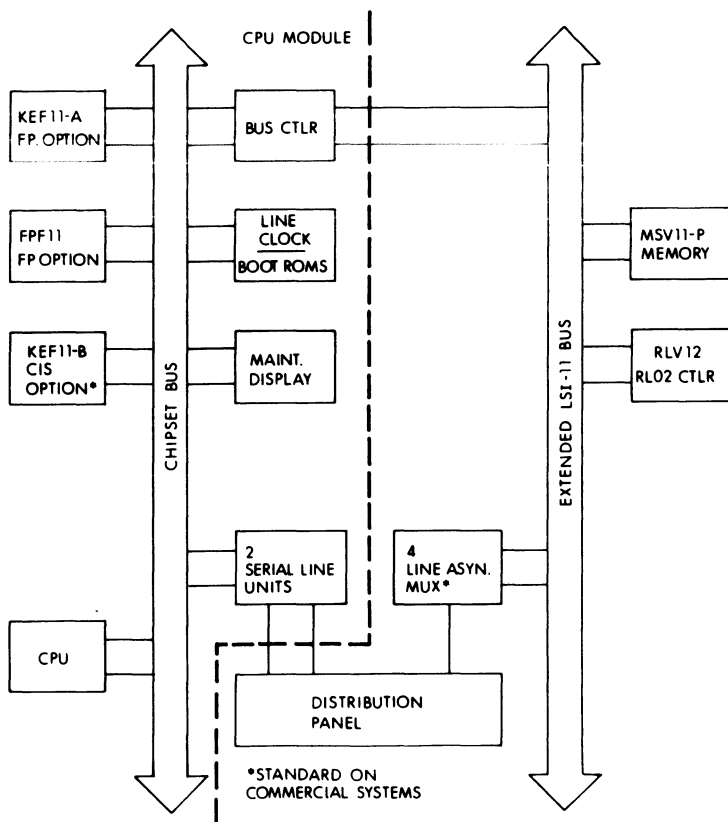 CPU MODULE
KEF11-A
FP. OPTION
BUS CTLR
FPF11
FP OPTION
LINE
CLOCK
BOOT ROMS
MSV11-P
MEMORY
KEF11-B
CIS
OPTION*
MAINT.
DISPLAY
RLV12
RL02 CTLR
CHIPSET BUS
EXTENDED LSI-11 BUS
2
SERIAL LINE
UNITS
4
LINE ASYN.
MUX*
CPU
DISTRIBUTION
PANEL
*STANDARD ON
COMMERCIAL SYSTEMS